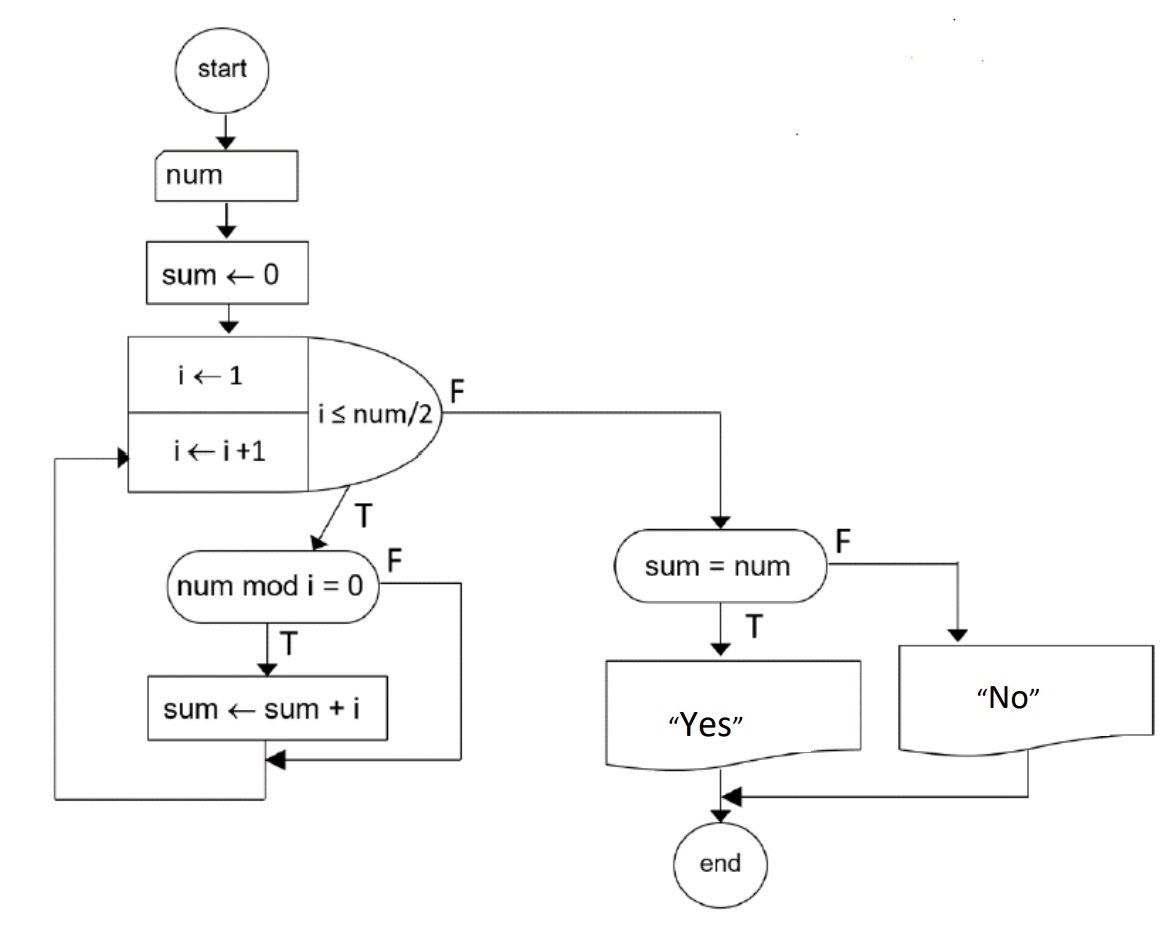 start
num
sum ← 0
i ← 1
i ← i +1
i ≤ num/2
F
T
num mod i = 0
F
T
sum ← sum + i
sum = num
F
T
“Yes”
“No”
end